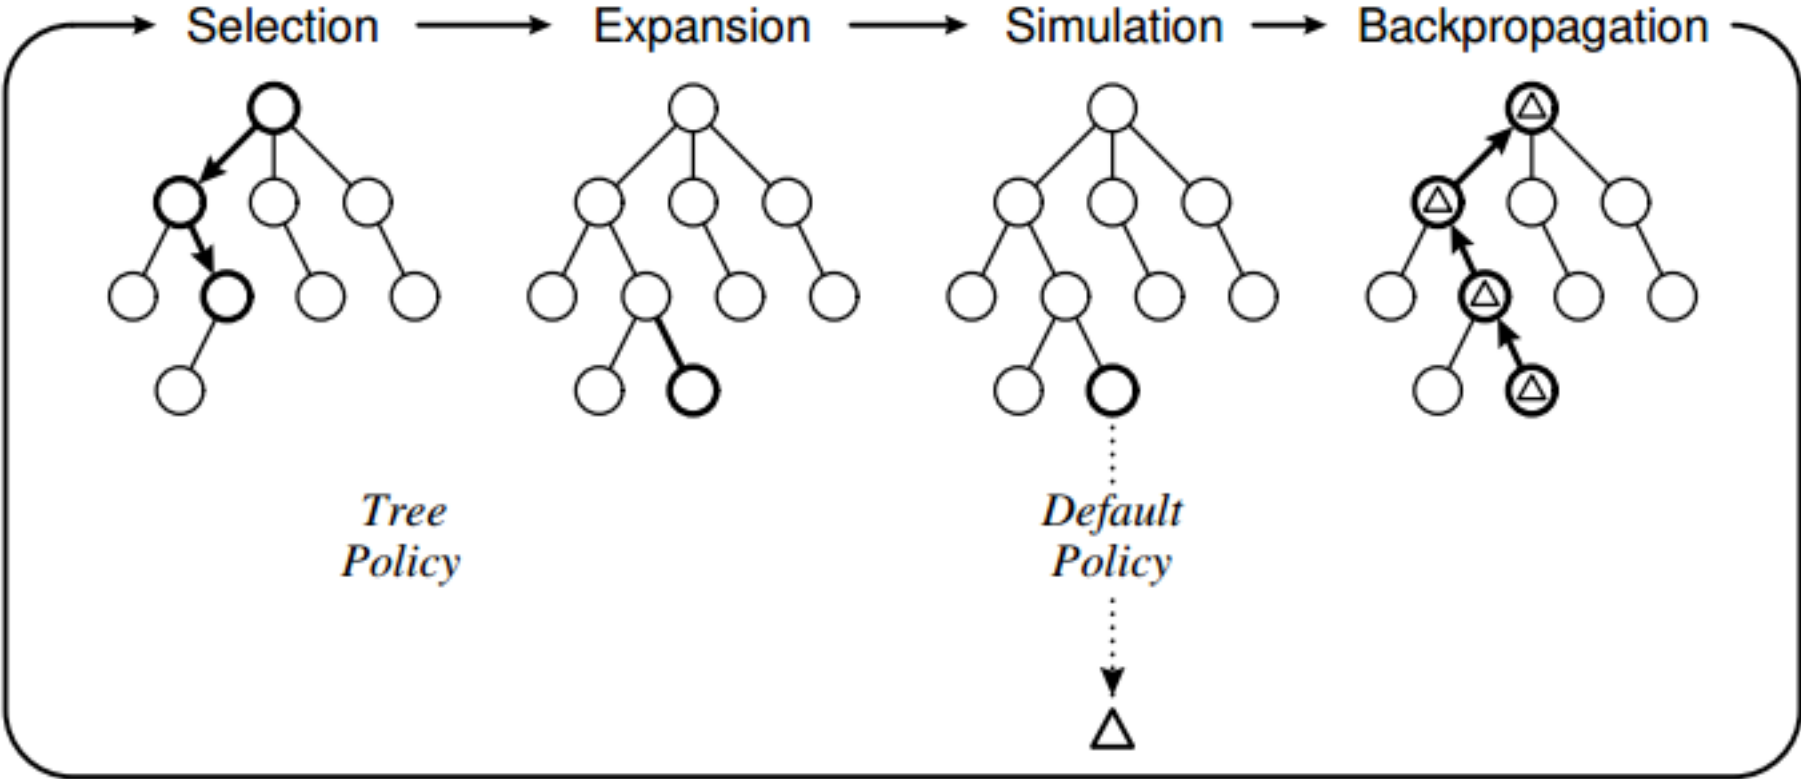 Selection Expansion Simulation Backpropagation
Tree
Policy
Default
Policy